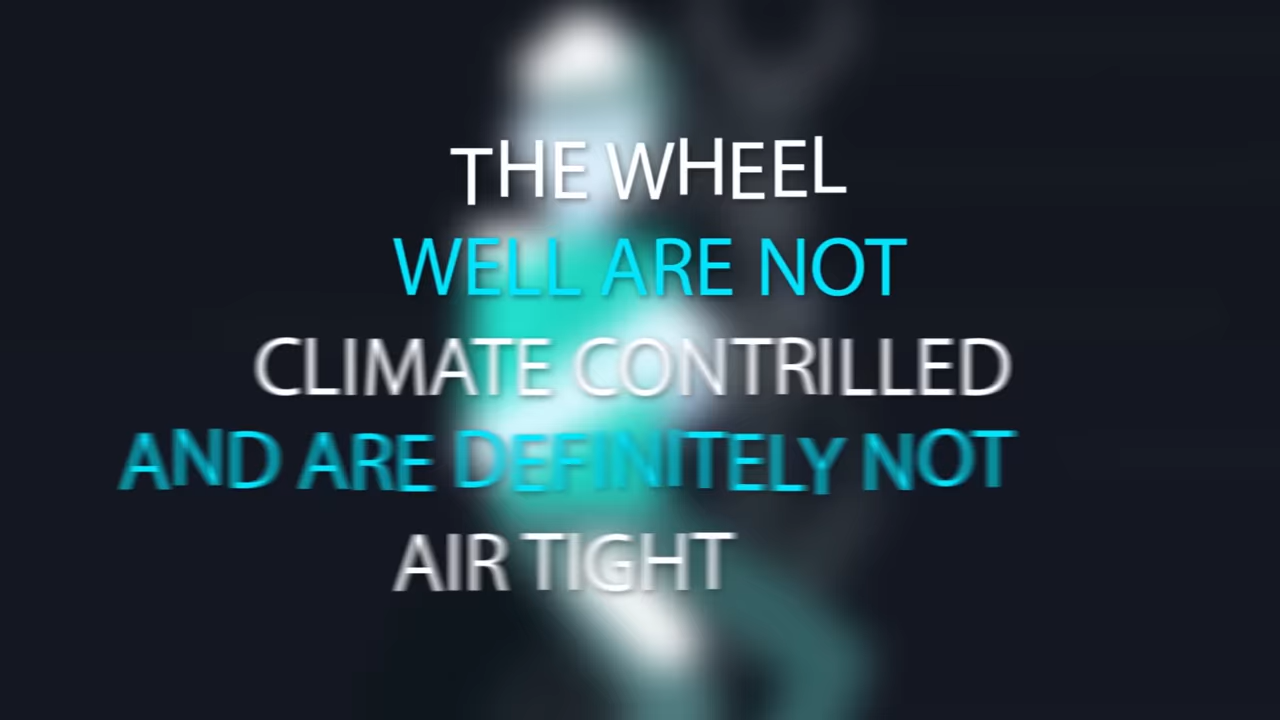 THE WHEEL
WELL ARE NOT
CLIMATE CONTRILLED
AND ARE DEFINITELY NOT
AIR TIGHT